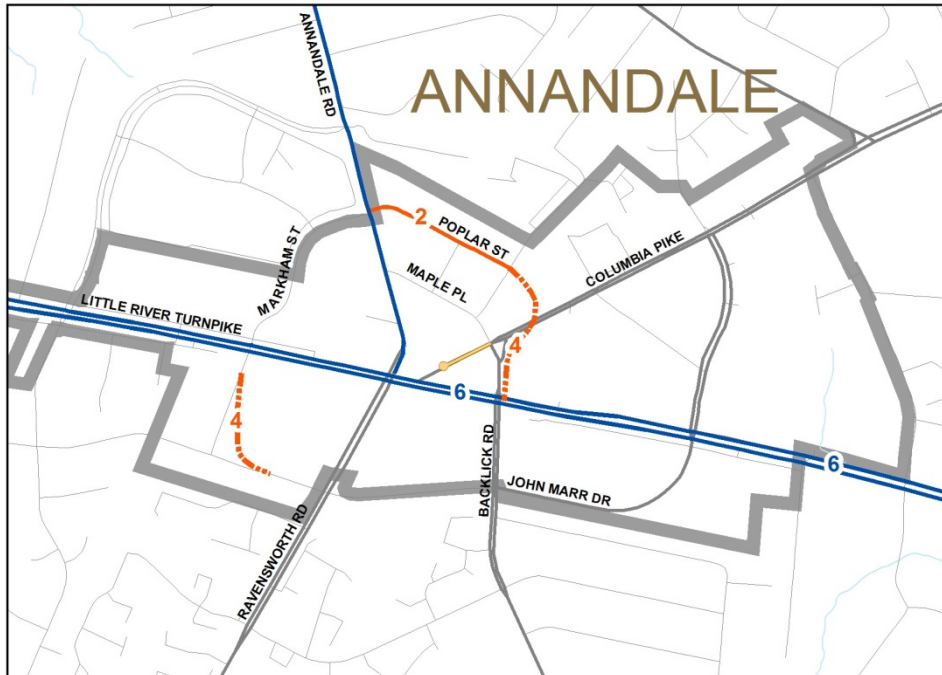 ANNANDALE
ANNANDALE RD
2
POPLAR ST
MARKHAM ST
MAPLE PL
COLUMBIA PIKE
LITTLE RIVER TURNPIKE
4
6
4
6
BACKLICK RD
JOHN MARR DR
RAVENSWORTH RD